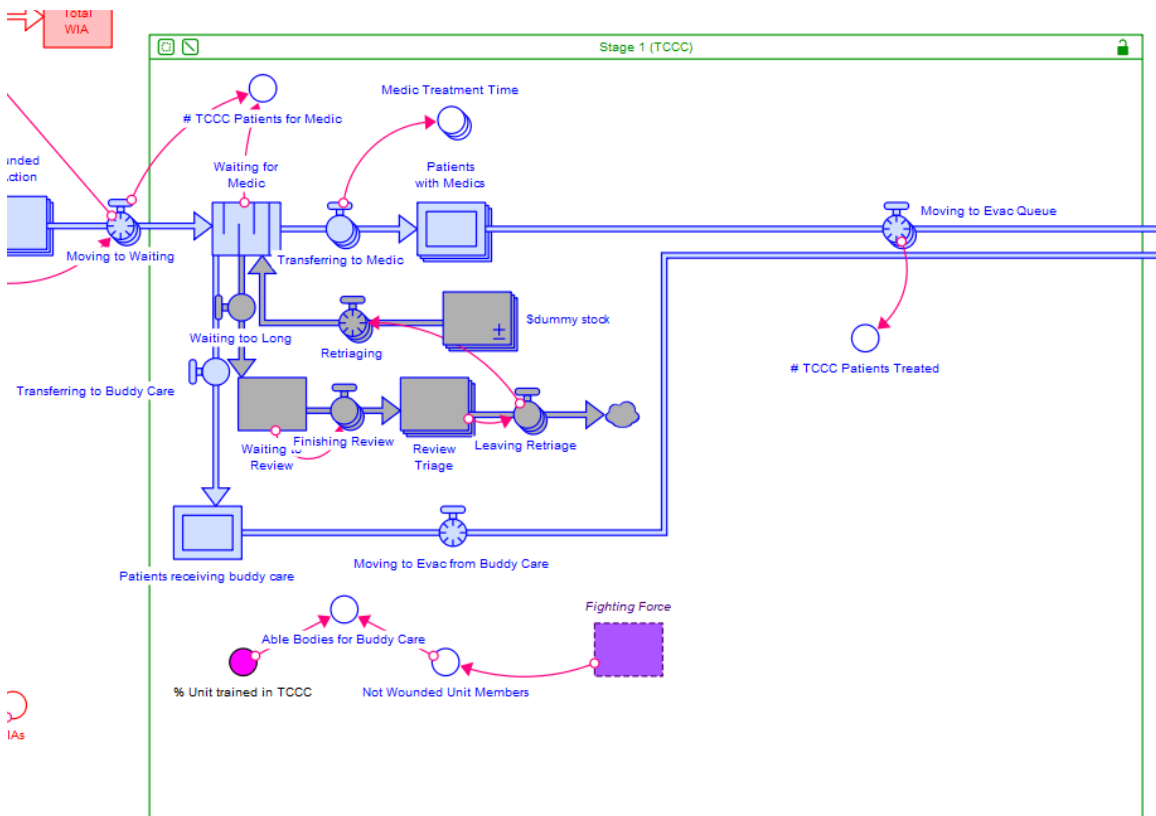 Total
WIA
Stage 1 (TCCC)
Medic Treatment Time
# TCCC Patients for Medic
Waiting for
Medic
Patients
with Medics
Moving to Evac Queue
Moving to Waiting
Transferring to Medic
$dummy stock
Waiting too Long
Retriaging
# TCCC Patients Treated
Transferring to Buddy Care
Waiting to
Review
Finishing Review
Review
Triage
Leaving Retriage
Moving to Evac from Buddy Care
Patients receiving buddy care
Fighting Force
Able Bodies for Buddy Care
% Unit trained in TCCC
Not Wounded Unit Members